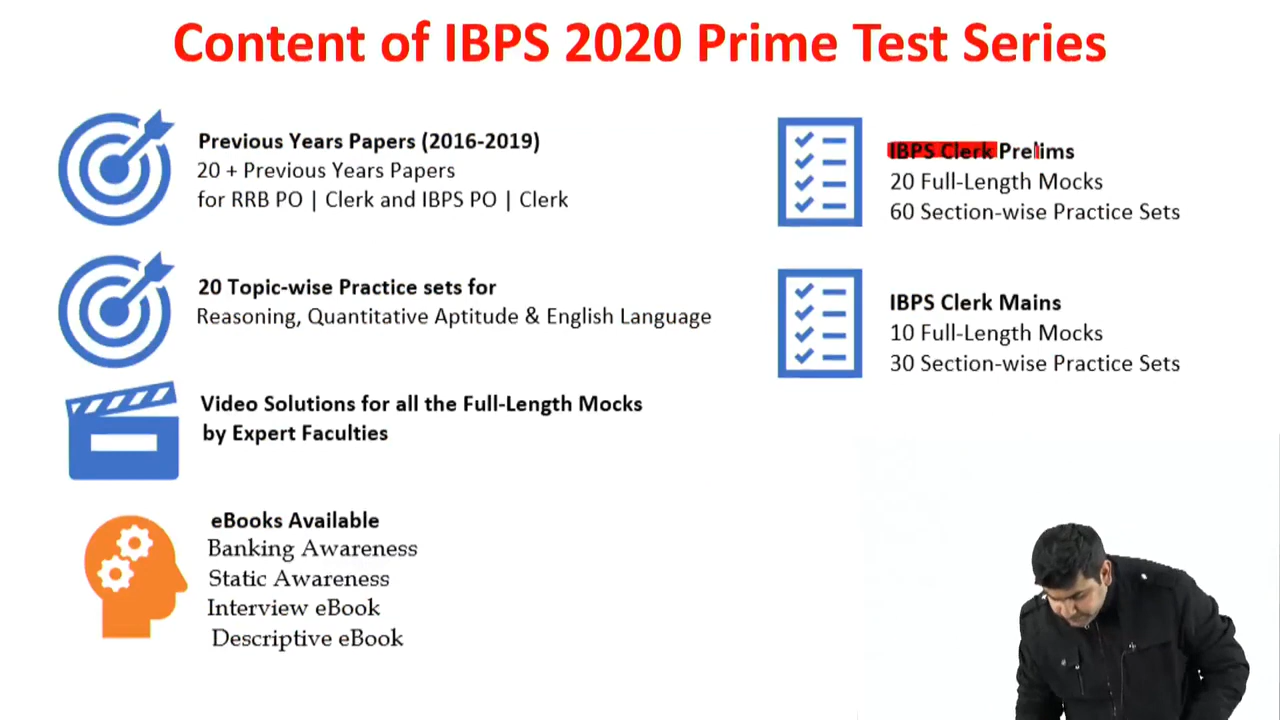 Content of IBPS 2020 Prime Test Series
Previous Years Papers (2016-2019)
20 + Previous Years Papers
for RRB PO | Clerk and IBPS PO | Clerk
20 Topic-wise Practice sets for
Reasoning, Quantitative Aptitude & English Language
Video Solutions for all the Full-Length Mocks
by Expert Faculties
eBooks Available
Banking Awareness
Static Awareness
Interview eBook
Descriptive eBook
IBPS Clerk Prelims
20 Full-Length Mocks
60 Section-wise Practice Sets
IBPS Clerk Mains
10 Full-Length Mocks
30 Section-wise Practice Sets